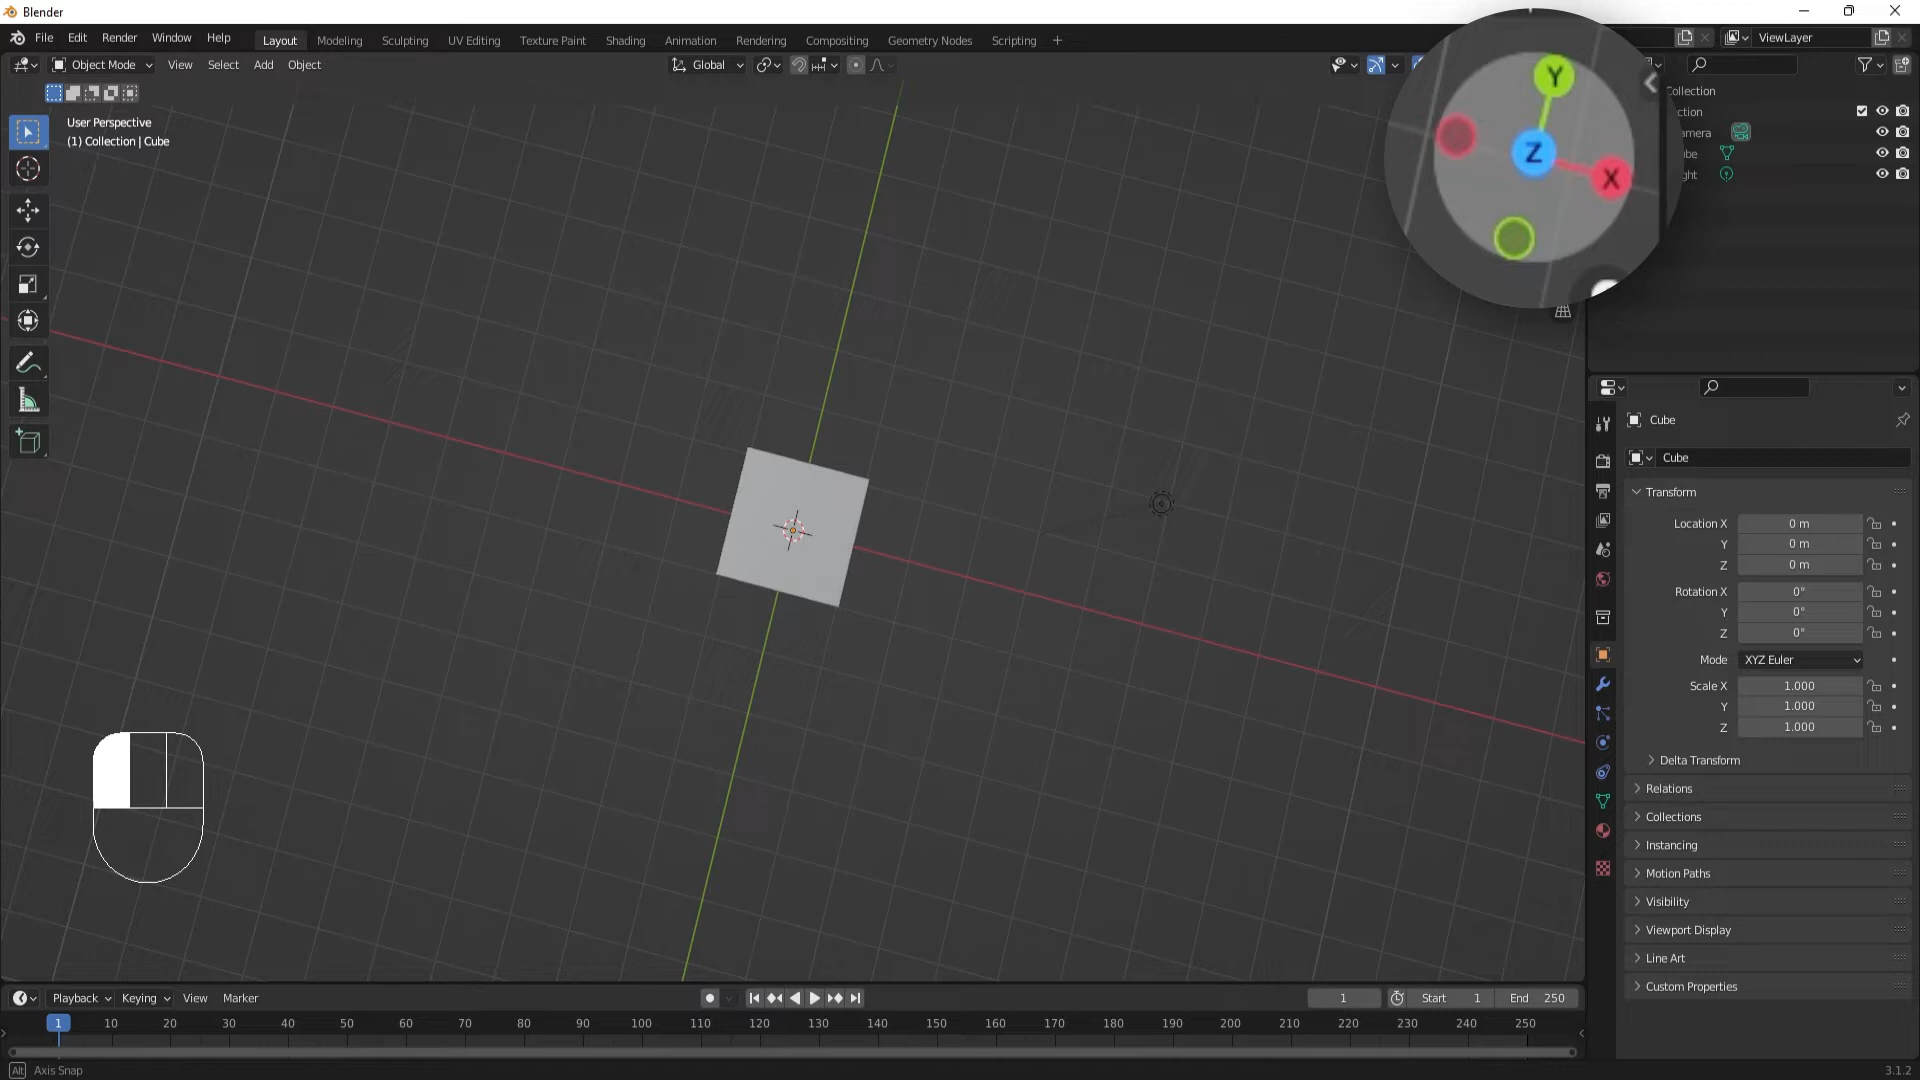 Blender
File Edit Render Window Help
Layout Modeling Sculpting UV Editing Texture Paint Shading Animation Rendering Compositing Geometry Nodes Scripting +
ViewLayer
Object Mode View Select Add Object
Global
User Perspective
(1) Collection | Cube
Y
Z
X
Collection
ction
amera
be
ght
Cube
Cube
Transform
Location X 0 m
Y 0 m
Z 0 m
Rotation X 0°
Y 0°
Z 0°
Mode XYZ Euler
Scale X 1.000
Y 1.000
Z 1.000
Delta Transform
Relations
Collections
Instancing
Motion Paths
Visibility
Viewport Display
Line Art
Custom Properties
Playback Keying View Marker
1 Start 1 End 250
1 10 20 30 40 50 60 70 80 90 100 110 120 130 140 150 160 170 180 190 200 210 220 230 240 250
Alt Axis Snap
3.1.2